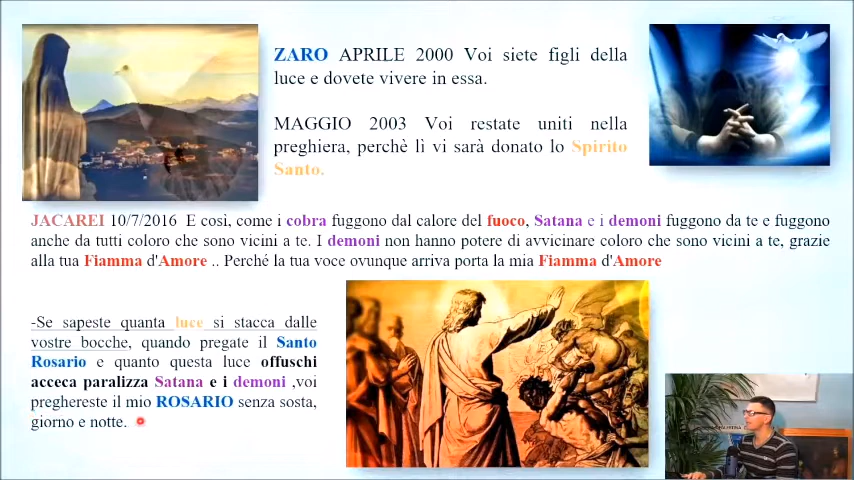 ZARO APRILE 2000 Voi siete figli della
luce e dovete vivere in essa.
MAGGIO 2003 Voi restate uniti nella
preghiera, perchè lì vi sarà donato lo Spirito
Santo.
JACAREI 10/7/2016 E cosi, come i cobra fuggono dal calore del fuoco, Satana e i demoni fuggono da te e fuggono
anche da tutti coloro che sono vicini a te. I demoni non hanno potere di avvicinare coloro che sono vicini a te, grazie
alla tua Fiamma d'Amore .. Perché la tua voce ovunque arriva porta la mia Fiamma d'Amore
-Se sapeste quanta luce si stacca dalle
vostre bocche, quando pregate il Santo
Rosario e quanto questa luce offuschi
acceca paralizza Satana e i demoni ,voi
preghereste il mio ROSARIO senza sosta,
giorno e notte.